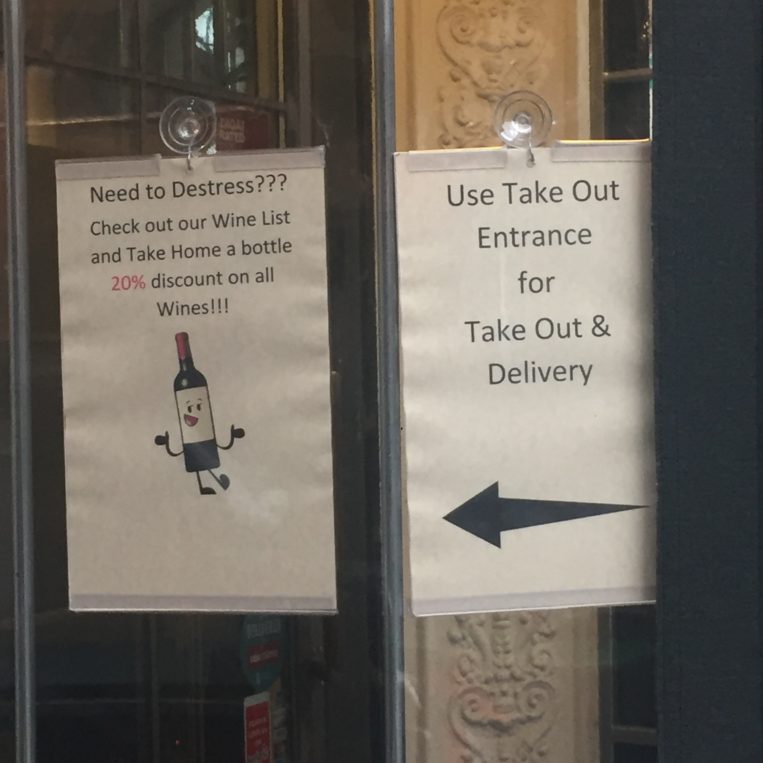 Need to Destress???
Check out our Wine List
and Take Home a bottle
20% discount on all
Wines!!!
Use Take Out
Entrance
for
Take Out &
Delivery